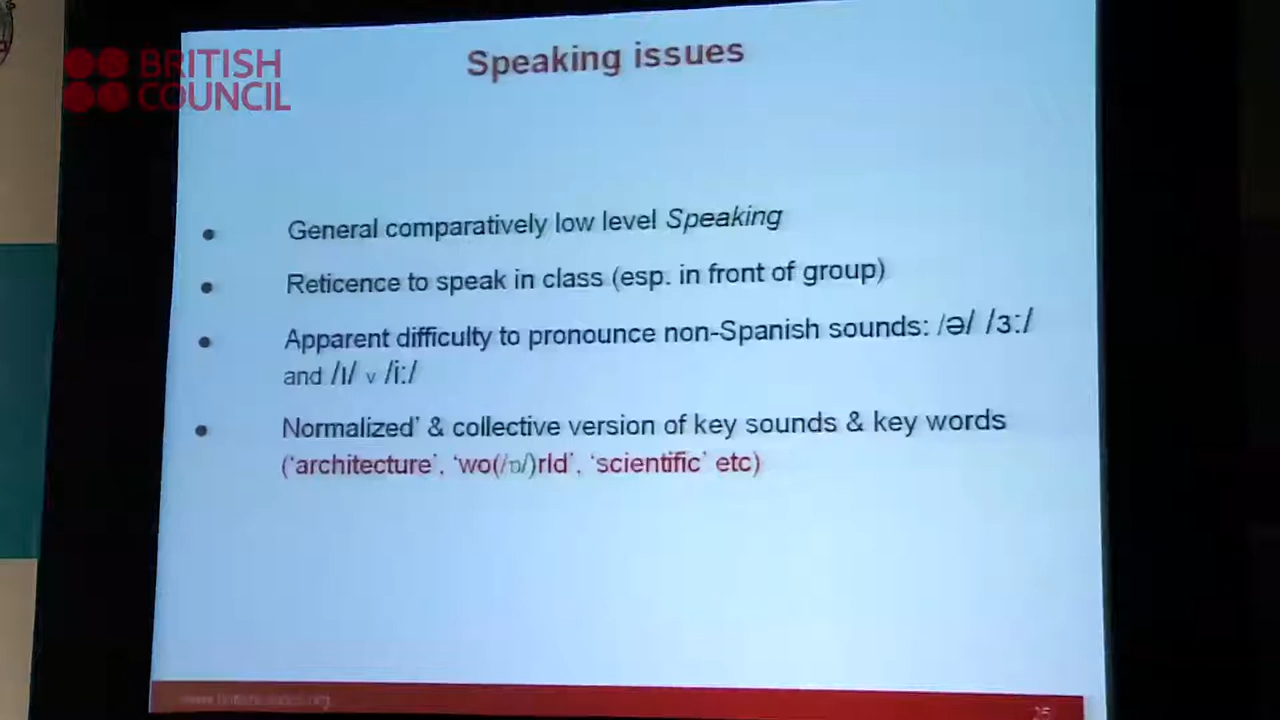 BRITISH
COUNCIL
Speaking issues
• General comparatively low level Speaking
• Reticence to speak in class (esp. in front of group)
• Apparent difficulty to pronounce non-Spanish sounds: /ə/ /ɜː/
and /ɪ/ v /iː/
• Normalized’ & collective version of key sounds & key words
(‘architecture’, ‘wo(/ɒ/)rld’, ‘scientific’ etc)